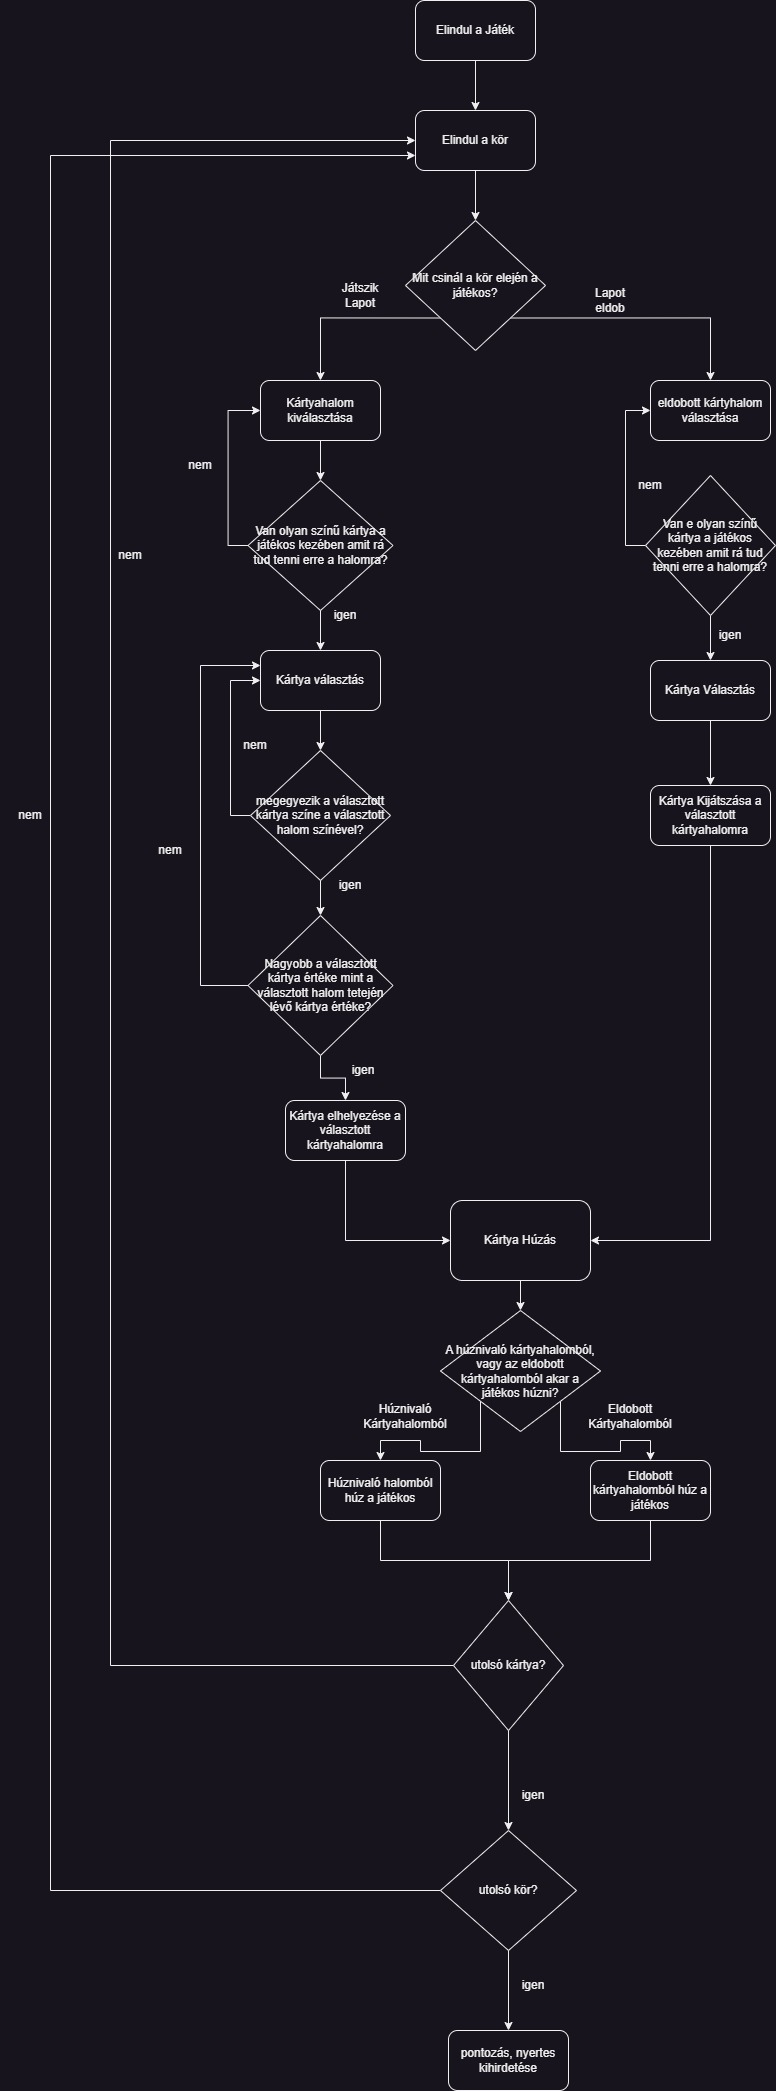 Elindul a Játék
Elindul a kör
Mit csinál a kör elején a
játékos?
Játszik
Lapot
Lapot
eldob
Kártyahalom
kiválasztása
eldobott kártyhalom
választása
nem
nem
Van olyan színű kártya a
játékos kezében amit rá
tud tenni erre a halomra?
Van e olyan színű
kártya a játékos
kezében amit rá tud
tenni erre a halomra?
nem
igen
igen
Kártya választás
Kártya Választás
nem
megegyezik a választott
kártya színe a választott
halom színével?
Kártya Kijátszása a
választott
kártyahalomra
nem
nem
igen
Nagyobb a választott
kártya értéke mint a
választott halom tetején
lévő kártya értéke?
igen
Kártya elhelyezése a
választott
kártyahalomra
Kártya Húzás
A húznivaló kártyahalomból,
vagy az eldobott
kártyahalomból akar a
játékos húzni?
Húznivaló
Kártyahalomból
Eldobott
Kártyahalomból
Húznivaló halomból
húz a játékos
Eldobott
kártyahalomból húz a
játékos
utolsó kártya?
igen
utolsó kör?
igen
pontozás, nyertes
kihirdetése